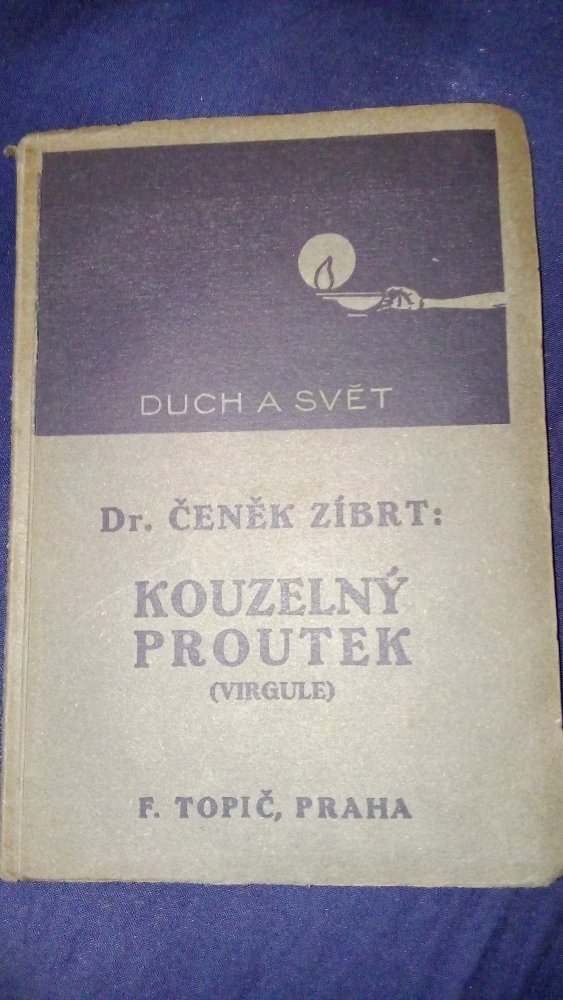 DUCH A SVĚT
Dr. ČENĚK ZÍBRT:
KOUZELNÝ
PROUTEK
(VIRGULE)
F. TOPIČ, PRAHA